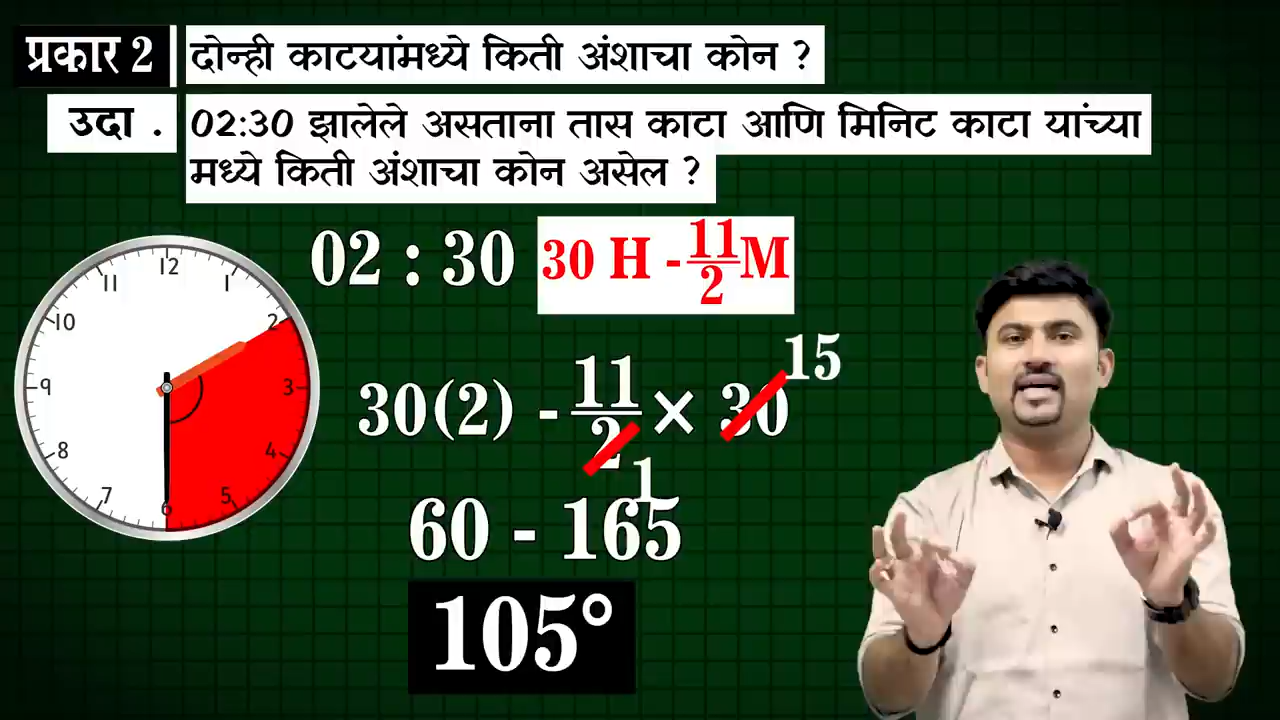 प्रकार 2 दोन्ही काटयांमध्ये किती अंशाचा कोन ?
उदा . 02:30 झालेले असताना तास काटा आणि मिनिट काटा यांच्या
मध्ये किती अंशाचा कोन असेल ?
02 : 30 30 H - 11/2 M
30(2) - 11/2 × 30 15
1
60 - 165
105°
12
1
2
3
4
5
6
7
8
9
10
11